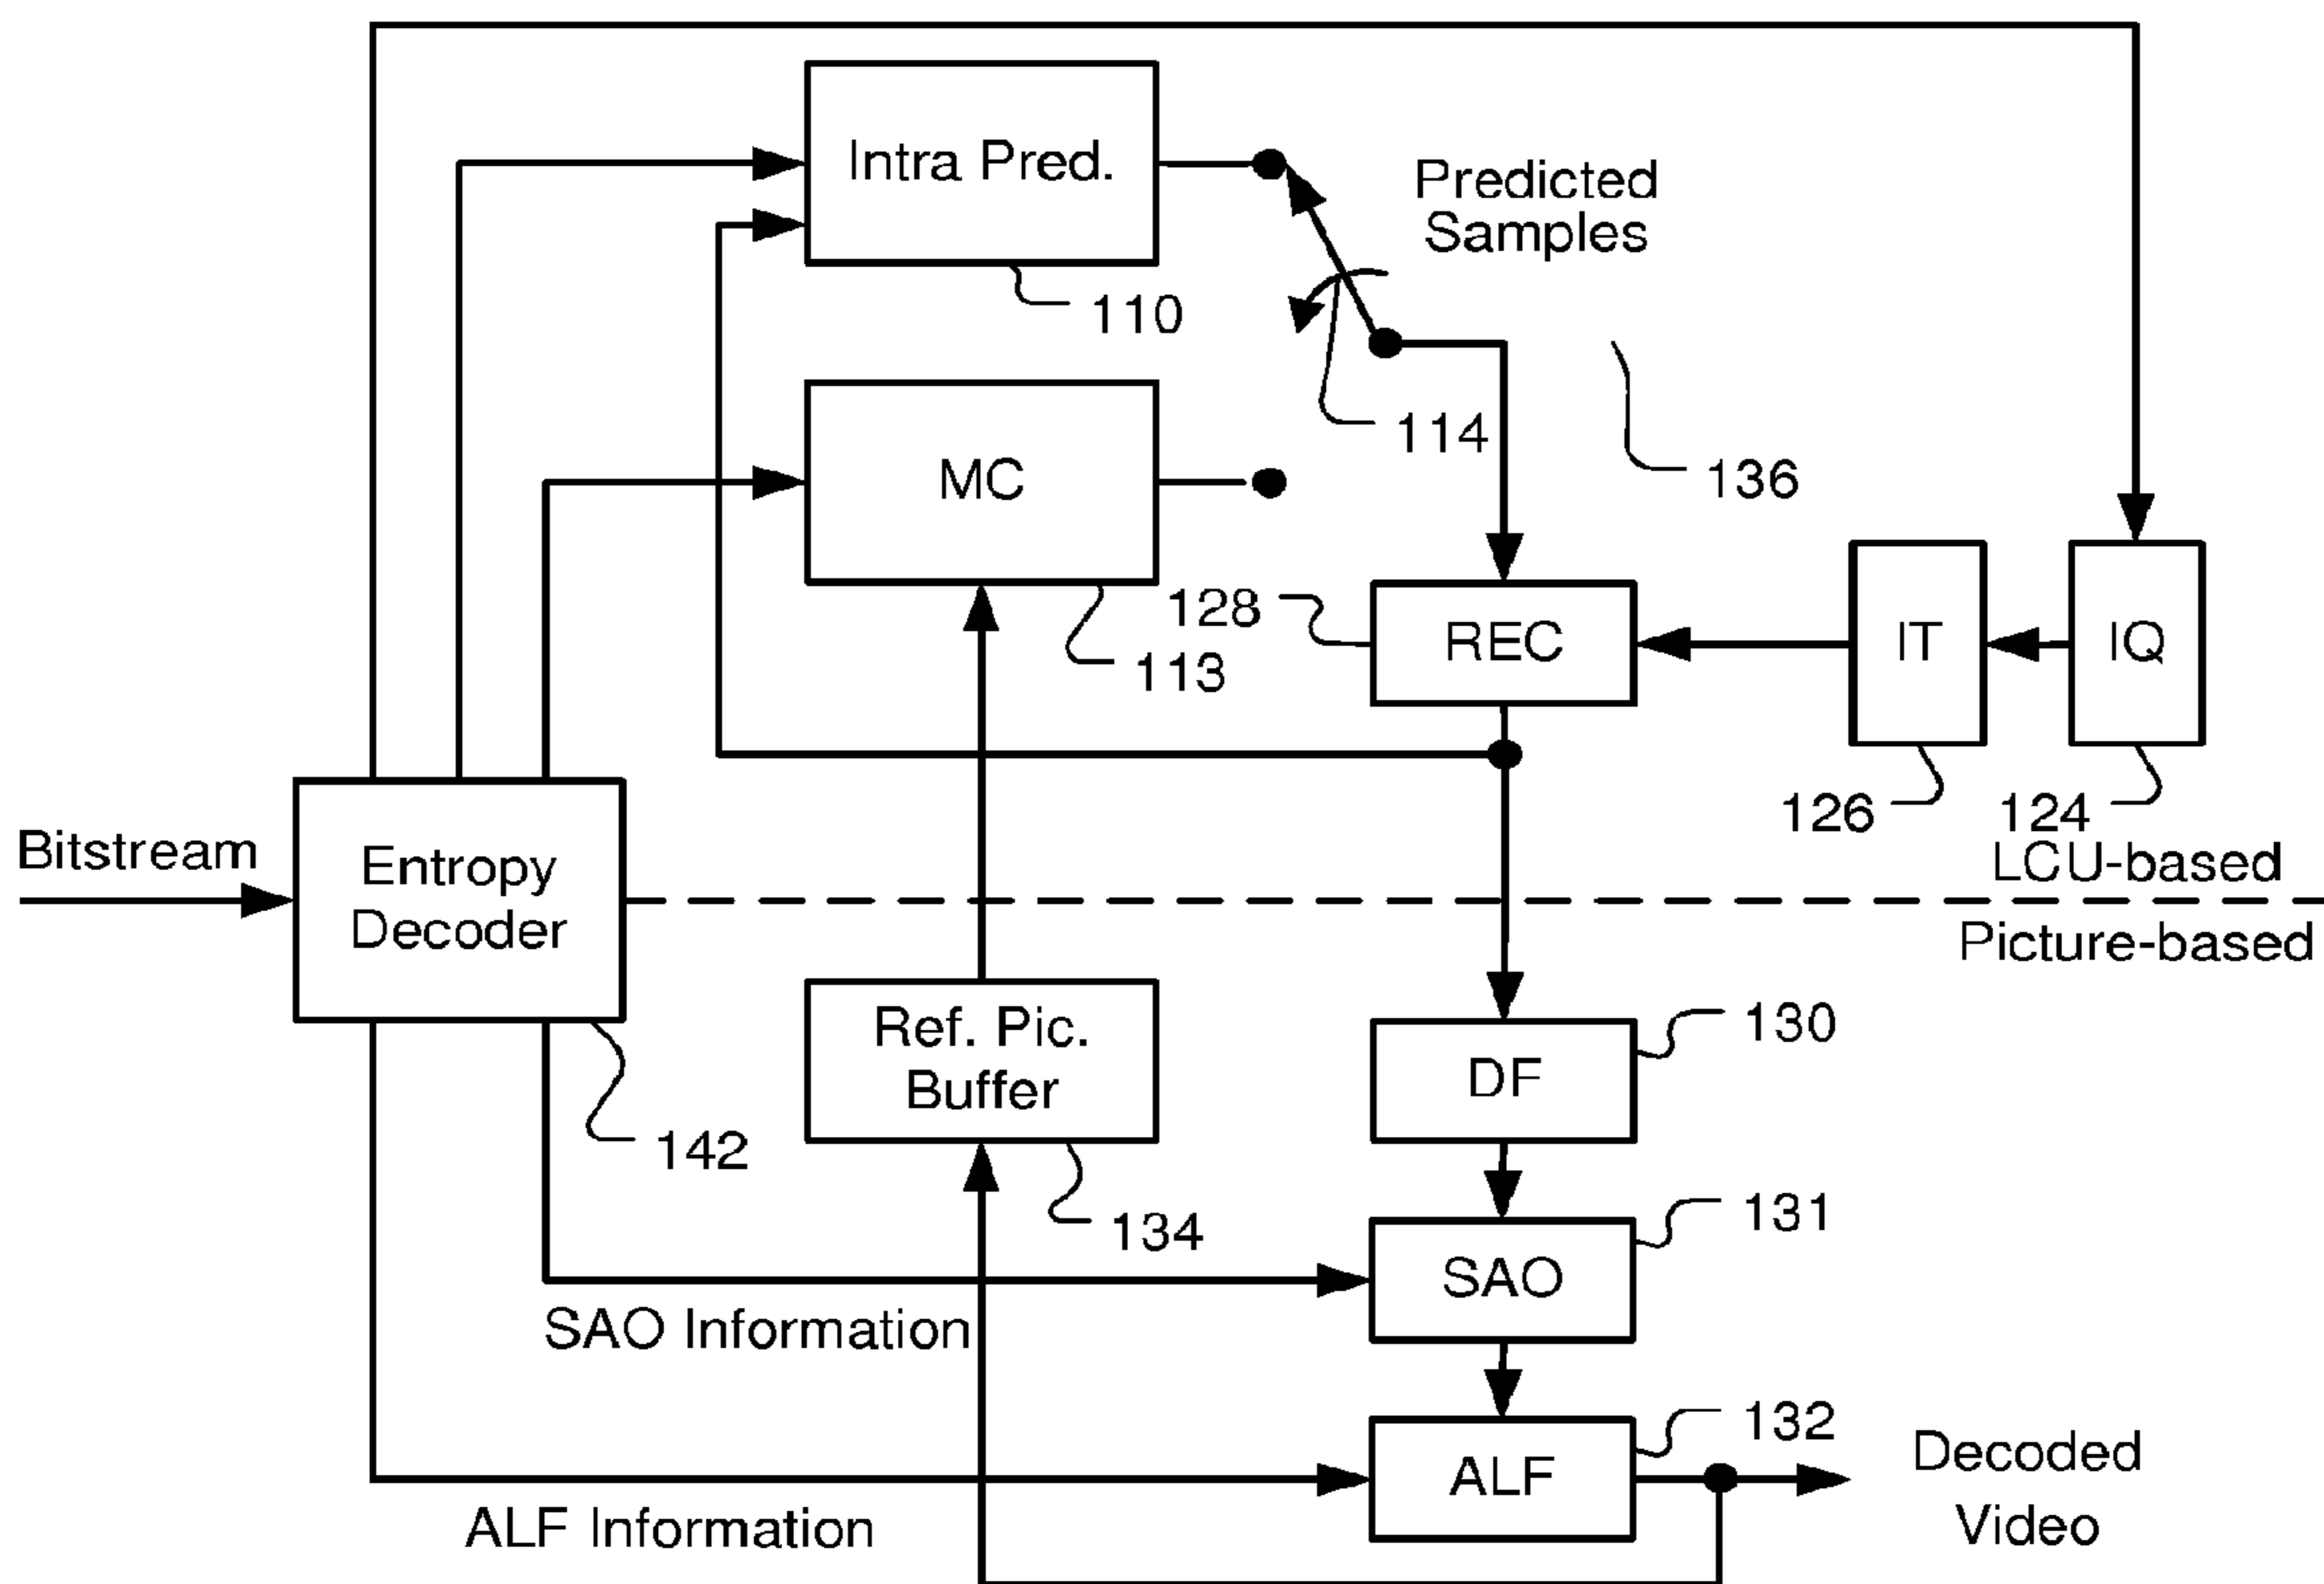 Intra Pred.
110
Predicted
Samples
114
136
MC
113
128
REC
IT
IQ
126
124
LCU-based
Bitstream
Entropy
Decoder
142
Picture-based
Ref. Pic.
Buffer
134
DF
130
SAO
131
SAO Information
ALF
132
ALF Information
Decoded
Video